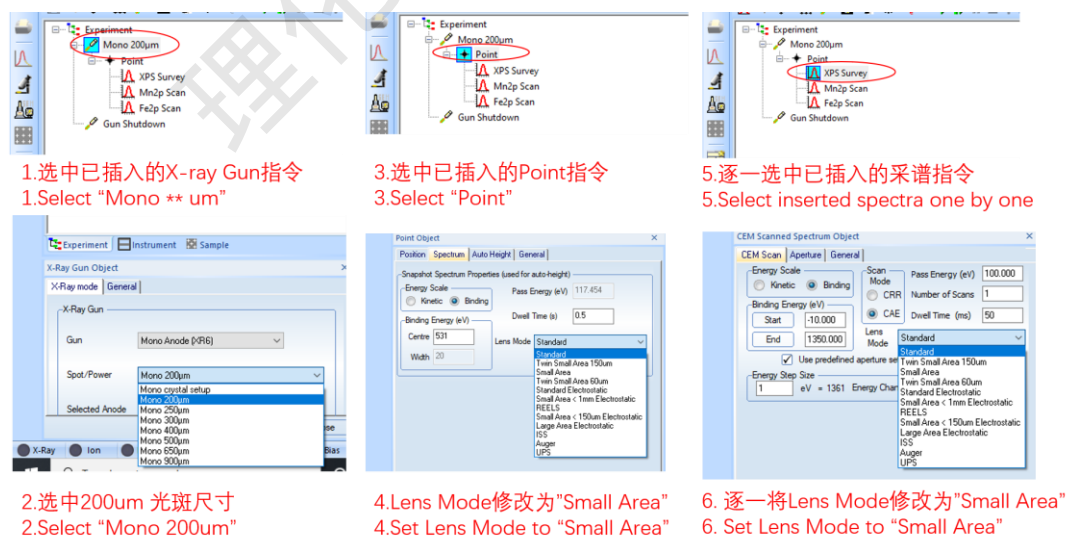 Experiment
Mono 200μm
Point
XPS Survey
Mn2p Scan
Fe2p Scan
Gun Shutdown
1.选中已插入的X-ray Gun指令
1.Select “Mono ** um”
Experiment
Mono 200μm
Point
XPS Survey
Mn2p Scan
Fe2p Scan
Gun Shutdown
3.选中已插入的Point指令
3.Select “Point”
Experiment
Mono 200μm
Point
XPS Survey
Mn2p Scan
Fe2p Scan
Gun Shutdown
5.逐一选中已插入的采谱指令
5.Select inserted spectra one by one
理化
Experiment Instrument Sample
X-Ray Gun Object
X-Ray mode General
X-Ray Gun
Gun Mono Anode (XR6)
Spot/Power Mono 200μm
Mono crystal setup
Mono 200μm
Mono 250μm
Mono 300μm
Mono 400μm
Mono 500μm
Mono 650μm
Mono 900μm
Selected Anode
X-Ray Ion Bias
2.选中200um 光斑尺寸
2.Select “Mono 200um”
Point Object
Position Spectrum Auto Height General
Snapshot Spectrum Properties (used for auto-height)
Energy Scale
Kinetic Binding
Pass Energy (eV) 117.454
Binding Energy (eV)
Dwell Time (s) 0.5
Centre 531
Lens Mode Standard
Width 20
Standard
Twin Small Area 150um
Small Area
Twin Small Area 60um
Standard Electrostatic
Small Area < 1mm Electrostatic
REELS
Small Area < 150um Electrostatic
Large Area Electrostatic
ISS
Auger
UPS
4.Lens Mode修改为”Small Area”
4.Set Lens Mode to “Small Area”
CEM Scanned Spectrum Object
CEM Scan Aperture General
Energy Scale
Kinetic Binding
Scan Mode
CRR
CAE
Pass Energy (eV) 100.000
Number of Scans 1
Dwell Time (ms) 50
Binding Energy (eV)
Start -10.000
End 1350.000
Lens Mode Standard
Use predefined aperture se
Energy Step Size
1 eV = 1361 Energy Char
Standard
Twin Small Area 150um
Small Area
Twin Small Area 60um
Standard Electrostatic
Small Area < 1mm Electrostatic
REELS
Small Area < 150um Electrostatic
Large Area Electrostatic
ISS
Auger
UPS
6. 逐一将Lens Mode修改为”Small Area”
6. Set Lens Mode to “Small Area”